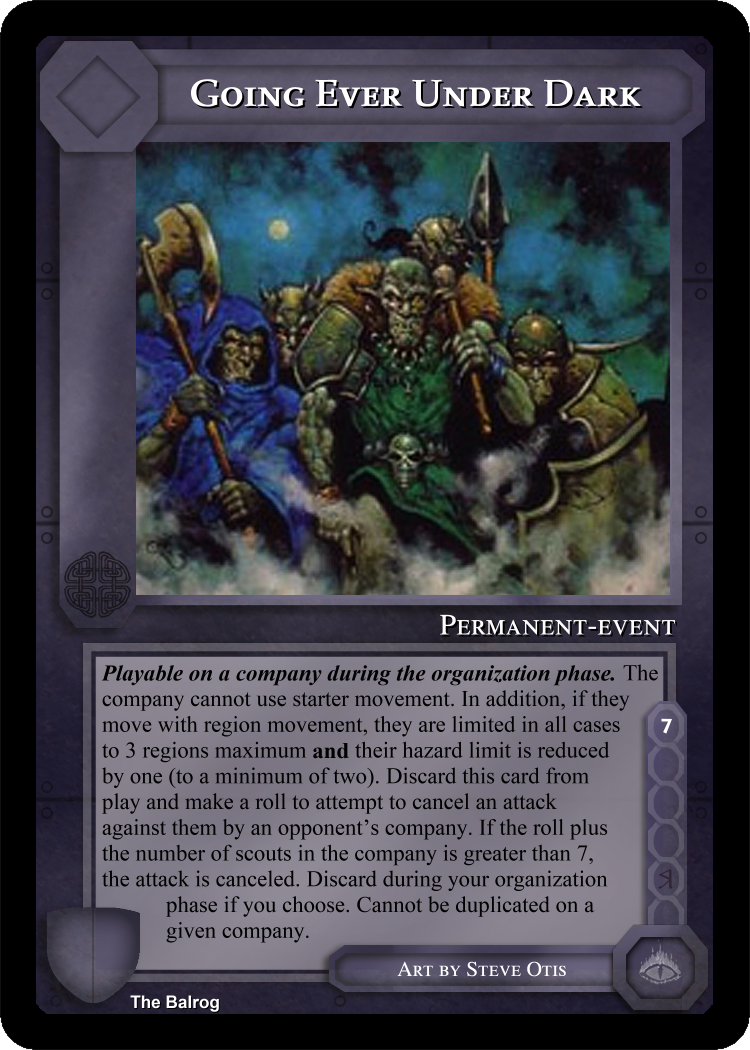 Going Ever Under Dark
Permanent-event
Playable on a company during the organization phase. The
company cannot use starter movement. In addition, if they
move with region movement, they are limited in all cases
to 3 regions maximum and their hazard limit is reduced
by one (to a minimum of two). Discard this card from
play and make a roll to attempt to cancel an attack
against them by an opponent's company. If the roll plus
the number of scouts in the company is greater than 7,
the attack is canceled. Discard during your organization
phase if you choose. Cannot be duplicated on a
given company.
7
Art by Steve Otis
The Balrog